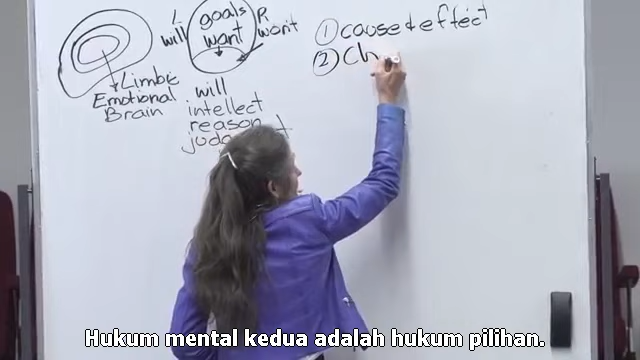 L
will
goals
want
R
won't
Limbic
Emotional
Brain
will
intellect
reason
① cause & effect
② Ch
Hukum mental kedua adalah hukum pilihan.